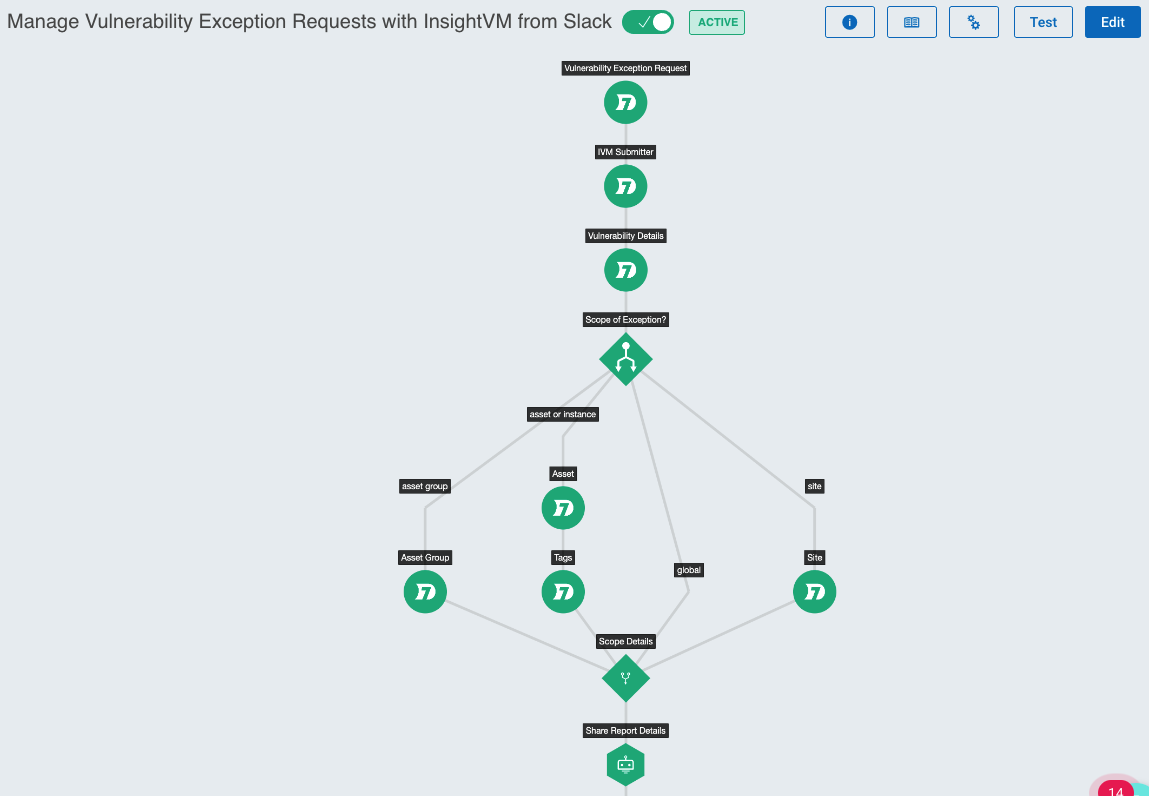 Manage Vulnerability Exception Requests with InsightVM from Slack
ACTIVE
Test
Edit
Vulnerability Exception Request
IVM Submitter
Vulnerability Details
Scope of Exception?
asset or instance
Asset
asset group
site
Asset Group
Tags
Site
global
Scope Details
Share Report Details
14